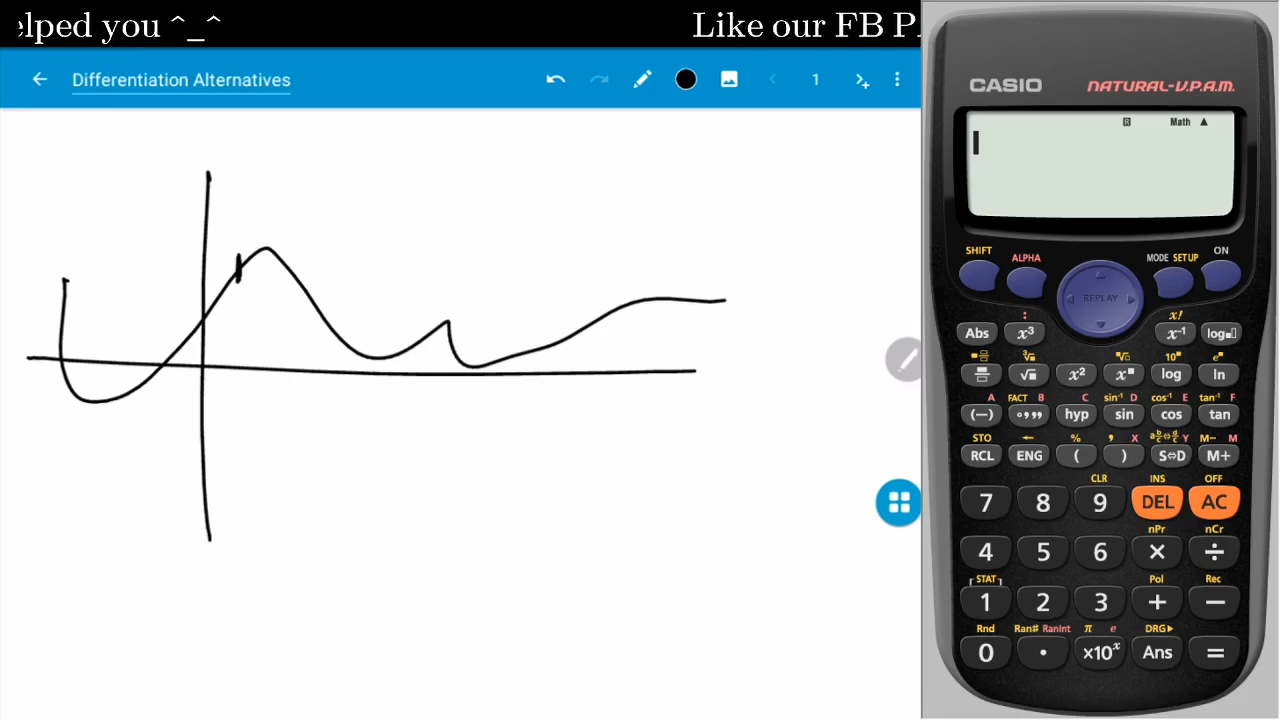 elped you ^_^ Like our FB P
Differentiation Alternatives
1
CASIO NATURAL-V.P.A.M.
R Math ▲
SHIFT ALPHA MODE SETUP ON
REPLAY
: x!
Abs x³ x⁻¹ log
³√ 10 e
√ x² x log ln
A FACT B C sin⁻¹ D cos⁻¹ E tan⁻¹ F
(−) °,,, hyp sin cos tan
STO ← % , X a b/c⇔d/c Y M− M
RCL ENG ( ) S⇔D M+
CLR INS OFF
7 8 9 DEL AC
nPr nCr
4 5 6 × ÷
STAT Pol Rec
1 2 3 + −
Rnd Ran# RanInt π e DRG▶
0 . ×10ˣ Ans =